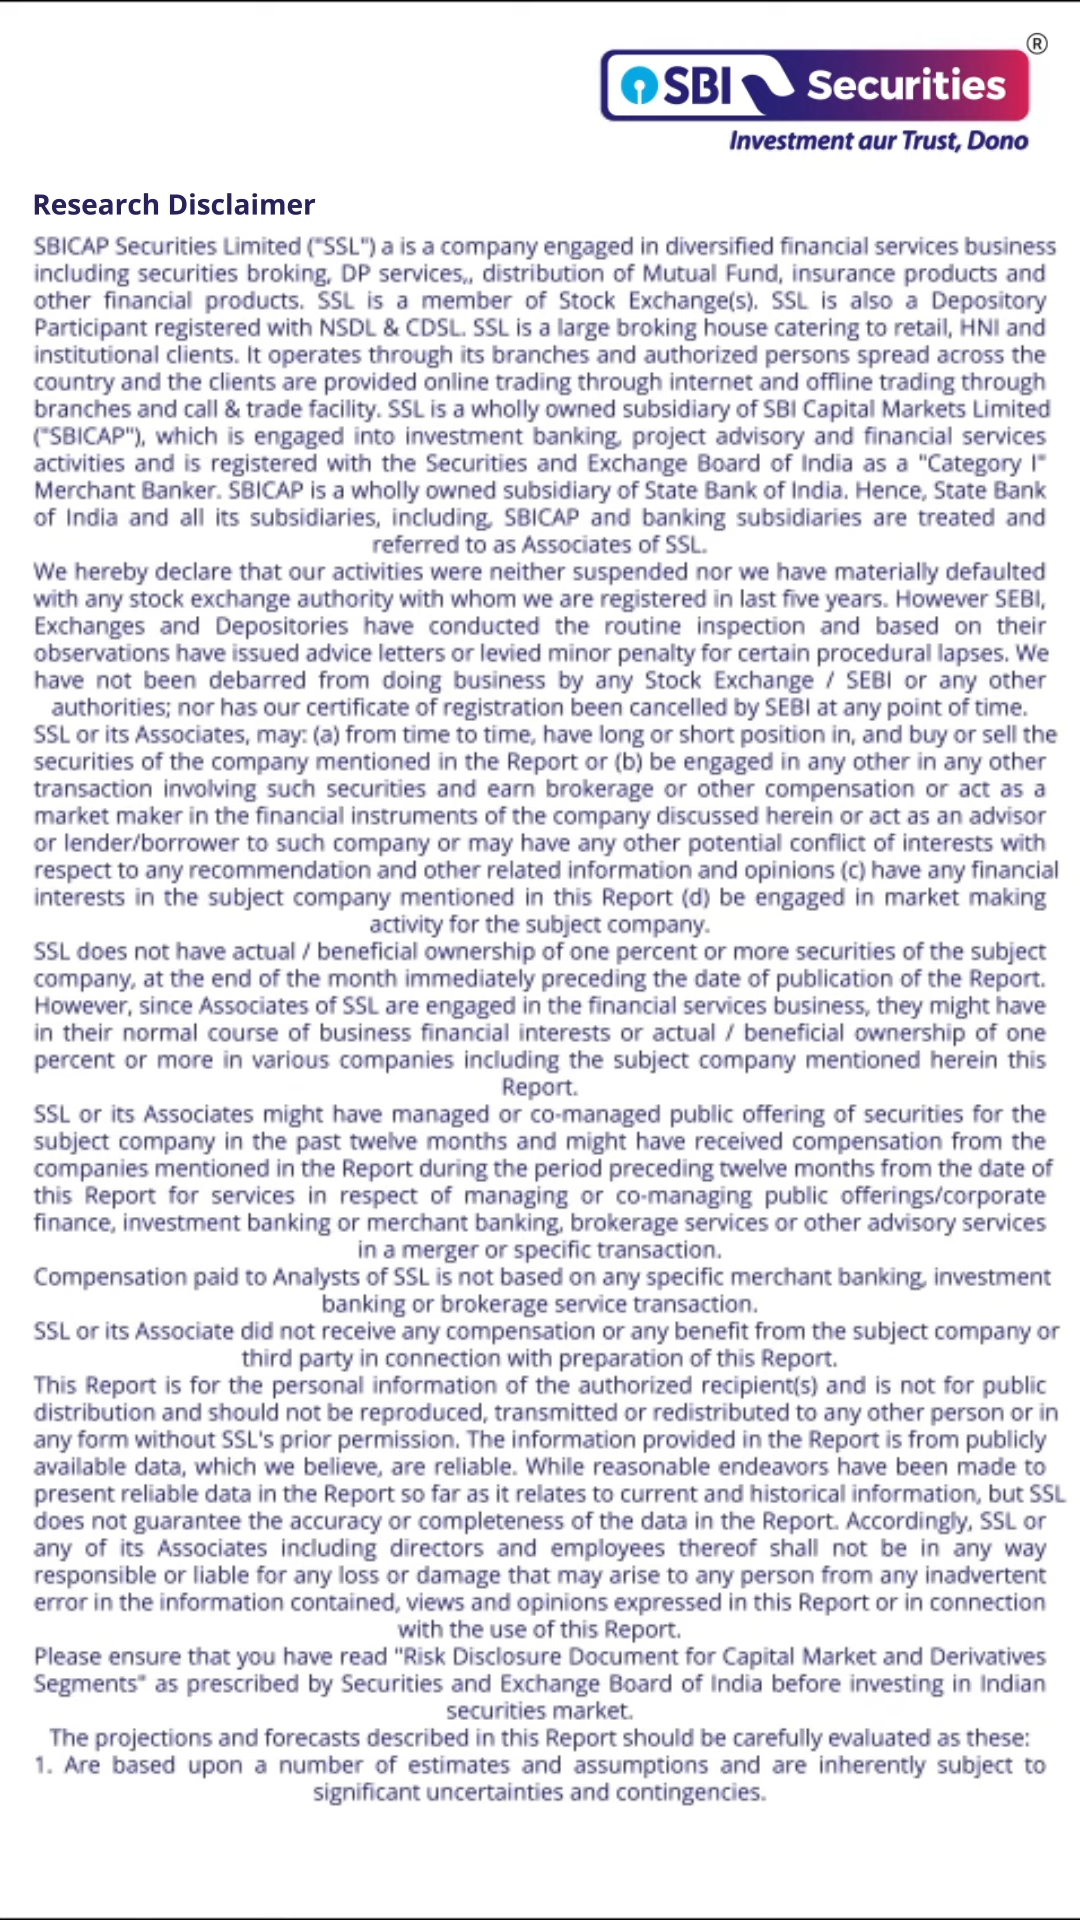 ®
SBI Securities
Investment aur Trust, Dono
Research Disclaimer
SBICAP Securities Limited ("SSL") a is a company engaged in diversified financial services business
including securities broking, DP services,, distribution of Mutual Fund, insurance products and
other financial products. SSL is a member of Stock Exchange(s). SSL is also a Depository
Participant registered with NSDL & CDSL. SSL is a large broking house catering to retail, HNI and
institutional clients. It operates through its branches and authorized persons spread across the
country and the clients are provided online trading through internet and offline trading through
branches and call & trade facility. SSL is a wholly owned subsidiary of SBI Capital Markets Limited
("SBICAP"), which is engaged into investment banking, project advisory and financial services
activities and is registered with the Securities and Exchange Board of India as a "Category I"
Merchant Banker. SBICAP is a wholly owned subsidiary of State Bank of India. Hence, State Bank
of India and all its subsidiaries, including, SBICAP and banking subsidiaries are treated and
referred to as Associates of SSL.
We hereby declare that our activities were neither suspended nor we have materially defaulted
with any stock exchange authority with whom we are registered in last five years. However SEBI,
Exchanges and Depositories have conducted the routine inspection and based on their
observations have issued advice letters or levied minor penalty for certain procedural lapses. We
have not been debarred from doing business by any Stock Exchange / SEBI or any other
authorities; nor has our certificate of registration been cancelled by SEBI at any point of time.
SSL or its Associates, may: (a) from time to time, have long or short position in, and buy or sell the
securities of the company mentioned in the Report or (b) be engaged in any other in any other
transaction involving such securities and earn brokerage or other compensation or act as a
market maker in the financial instruments of the company discussed herein or act as an advisor
or lender/borrower to such company or may have any other potential conflict of interests with
respect to any recommendation and other related information and opinions (c) have any financial
interests in the subject company mentioned in this Report (d) be engaged in market making
activity for the subject company.
SSL does not have actual / beneficial ownership of one percent or more securities of the subject
company, at the end of the month immediately preceding the date of publication of the Report.
However, since Associates of SSL are engaged in the financial services business, they might have
in their normal course of business financial interests or actual / beneficial ownership of one
percent or more in various companies including the subject company mentioned herein this
Report.
SSL or its Associates might have managed or co-managed public offering of securities for the
subject company in the past twelve months and might have received compensation from the
companies mentioned in the Report during the period preceding twelve months from the date of
this Report for services in respect of managing or co-managing public offerings/corporate
finance, investment banking or merchant banking, brokerage services or other advisory services
in a merger or specific transaction.
Compensation paid to Analysts of SSL is not based on any specific merchant banking, investment
banking or brokerage service transaction.
SSL or its Associate did not receive any compensation or any benefit from the subject company or
third party in connection with preparation of this Report.
This Report is for the personal information of the authorized recipient(s) and is not for public
distribution and should not be reproduced, transmitted or redistributed to any other person or in
any form without SSL's prior permission. The information provided in the Report is from publicly
available data, which we believe, are reliable. While reasonable endeavors have been made to
present reliable data in the Report so far as it relates to current and historical information, but SSL
does not guarantee the accuracy or completeness of the data in the Report. Accordingly, SSL or
any of its Associates including directors and employees thereof shall not be in any way
responsible or liable for any loss or damage that may arise to any person from any inadvertent
error in the information contained, views and opinions expressed in this Report or in connection
with the use of this Report.
Please ensure that you have read "Risk Disclosure Document for Capital Market and Derivatives
Segments" as prescribed by Securities and Exchange Board of India before investing in Indian
securities market.
The projections and forecasts described in this Report should be carefully evaluated as these:
1. Are based upon a number of estimates and assumptions and are inherently subject to
significant uncertainties and contingencies.